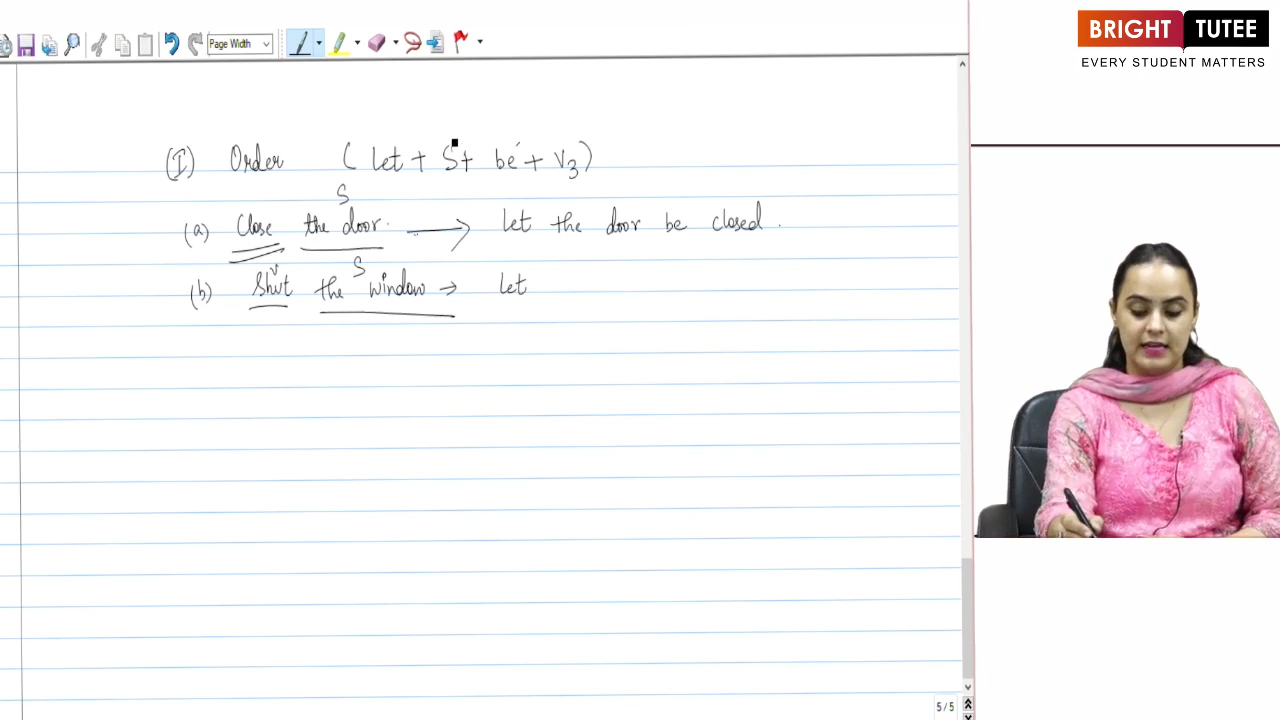 Page Width
BRIGHT TUTEE
EVERY STUDENT MATTERS
(I) Order ( let + S + be + V3)
S
(a) Close the door. → Let the door be closed.
V S
(b) Shut the window → let
5/5